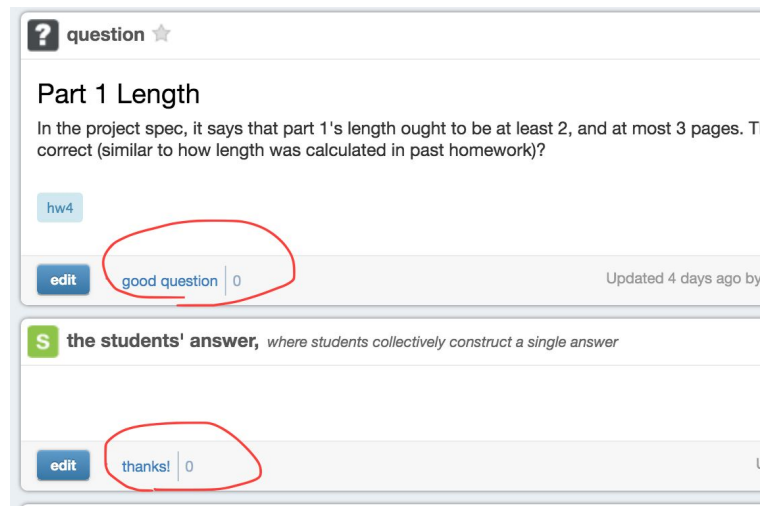 ? question
Part 1 Length
In the project spec, it says that part 1's length ought to be at least 2, and at most 3 pages.
correct (similar to how length was calculated in past homework)?
hw4
edit good question 0 Updated 4 days ago by
S the students' answer, where students collectively construct a single answer
edit thanks! 0